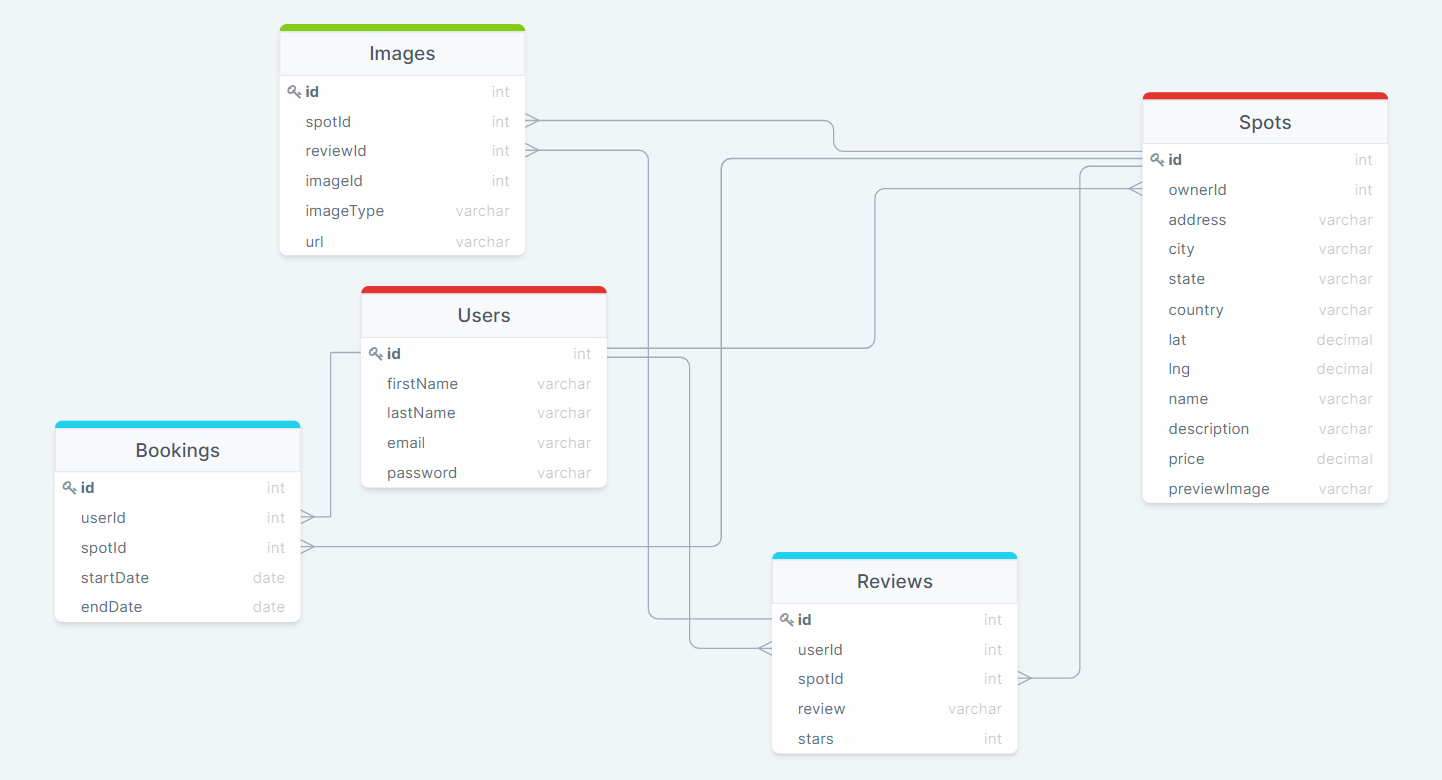 Images
id int
spotId int
reviewId int
imageId int
imageType varchar
url varchar
Users
id int
firstName varchar
lastName varchar
email varchar
password varchar
Bookings
id int
userId int
spotId int
startDate date
endDate date
Spots
id int
ownerId int
address varchar
city varchar
state varchar
country varchar
lat decimal
lng decimal
name varchar
description varchar
price decimal
previewImage varchar
Reviews
id int
userId int
spotId int
review varchar
stars int